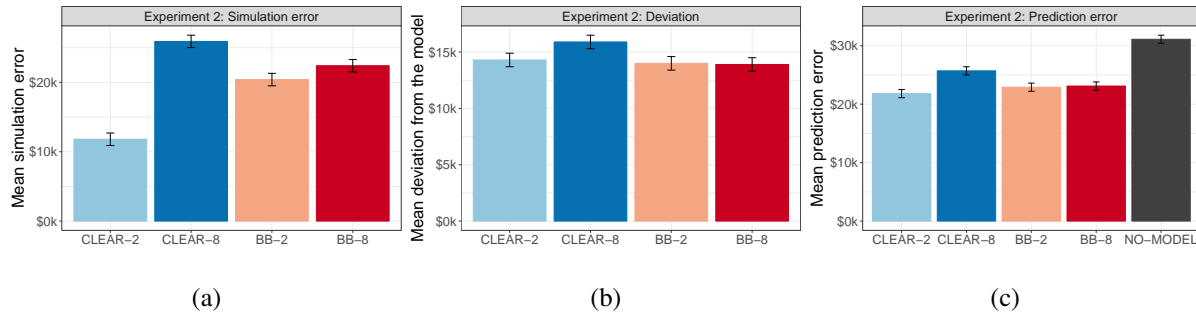 Experiment 2: Simulation error
Mean simulation error
$20k
$10k
$0k
CLEAR−2 CLEAR−8 BB−2 BB−8
(a)
Experiment 2: Deviation
Mean deviation from the model
$15k
$10k
$5k
$0k
CLEAR−2 CLEAR−8 BB−2 BB−8
(b)
Experiment 2: Prediction error
Mean prediction error
$30k
$20k
$10k
$0k
CLEAR−2 CLEAR−8 BB−2 BB−8 NO−MODEL
(c)